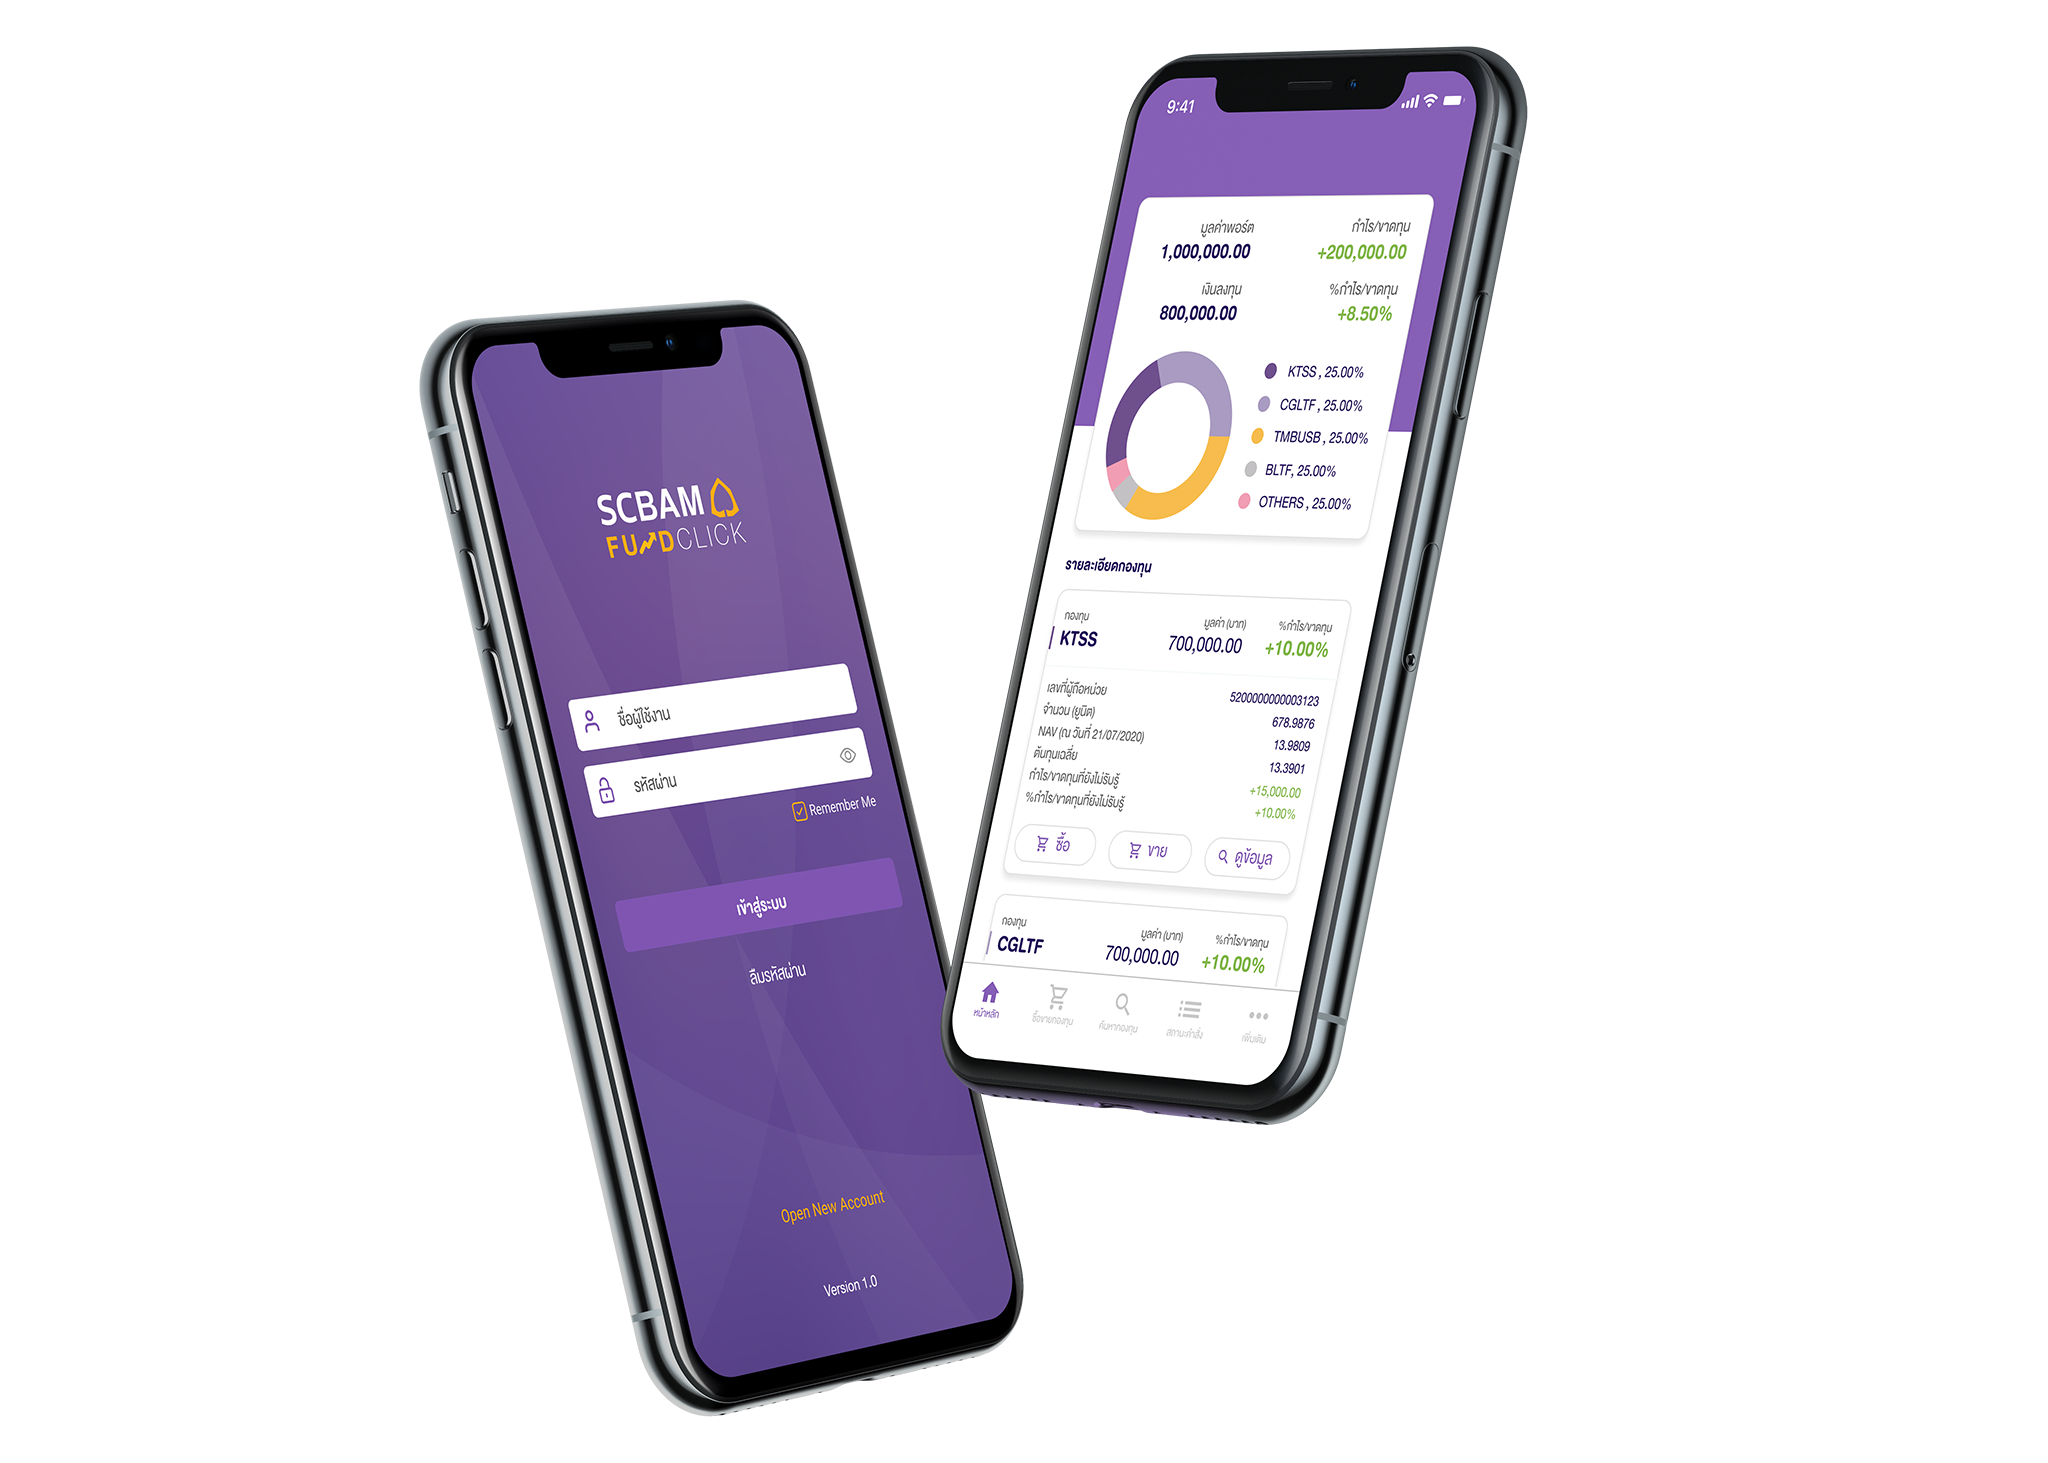 SCBAM
FUNDCLICK
ชื่อผู้ใช้งาน
รหัสผ่าน
Remember Me
เข้าสู่ระบบ
ลืมรหัสผ่าน
Open New Account
Version 1.0
9:41
มูลค่าพอร์ต กำไร/ขาดทุน
1,000,000.00 +200,000.00
เงินลงทุน %กำไร/ขาดทุน
800,000.00 +8.50%
KTSS , 25.00%
CGLTF , 25.00%
TMBUSB , 25.00%
BLTF, 25.00%
OTHERS , 25.00%
รายละเอียดกองทุน
กองทุน มูลค่า (บาท) %กำไร/ขาดทุน
KTSS 700,000.00 +10.00%
เลขที่ผู้ถือหน่วย 5200000000003123
จำนวน (ยูนิต) 678.9876
NAV (ณ วันที่ 21/07/2020) 13.9809
ต้นทุนเฉลี่ย 13.3901
กำไร/ขาดทุนที่ยังไม่รับรู้ +15,000.00
%กำไร/ขาดทุนที่ยังไม่รับรู้ +10.00%
ซื้อ ขาย ดูข้อมูล
กองทุน มูลค่า (บาท) %กำไร/ขาดทุน
CGLTF 700,000.00 +10.00%
หน้าหลัก ซื้อขายกองทุน ค้นหากองทุน สถานะคำสั่ง เพิ่มเติม